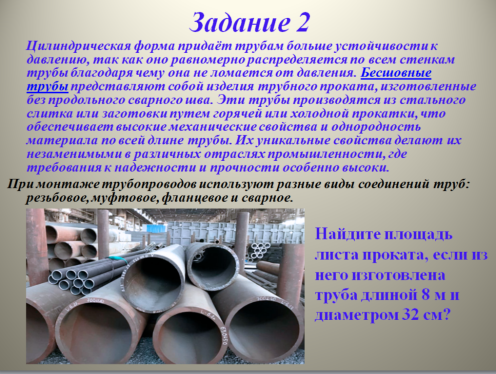 Задание 2
Цилиндрическая форма придаёт трубам больше устойчивости к
давлению, так как оно равномерно распределяется по всем стенкам
трубы благодаря чему она не ломается от давления. Бесшовные
трубы представляют собой изделия трубного проката, изготовленные
без продольного сварного шва. Эти трубы производятся из стального
слитка или заготовки путем горячей или холодной прокатки, что
обеспечивает высокие механические свойства и однородность
материала по всей длине трубы. Их уникальные свойства делают их
незаменимыми в различных отраслях промышленности, где
требования к надежности и прочности особенно высоки.
При монтаже трубопроводов используют разные виды соединений труб:
резьбовое, муфтовое, фланцевое и сварное.
Найдите площадь
листа проката, если из
него изготовлена
труба длиной 8 м и
диаметром 32 см?